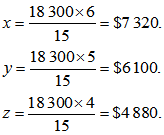 x = 18 300×6 / 15 = $7 320.
y = 18 300×5 / 15 = $6100.
z = 18 300×4 / 15 = $4 880.